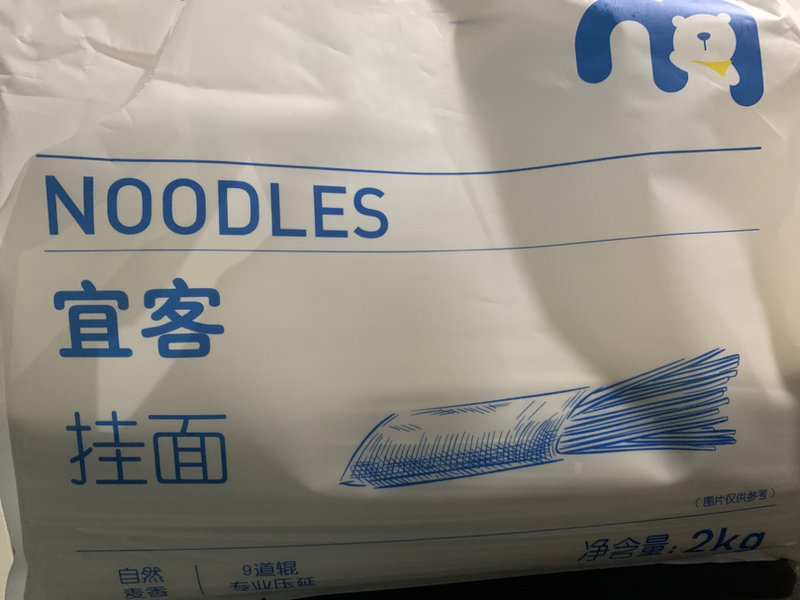 NOODLES
宜客
挂面
（图片仅供参考）
净含量：2kg
自然
麦香
9道辊
专业压延